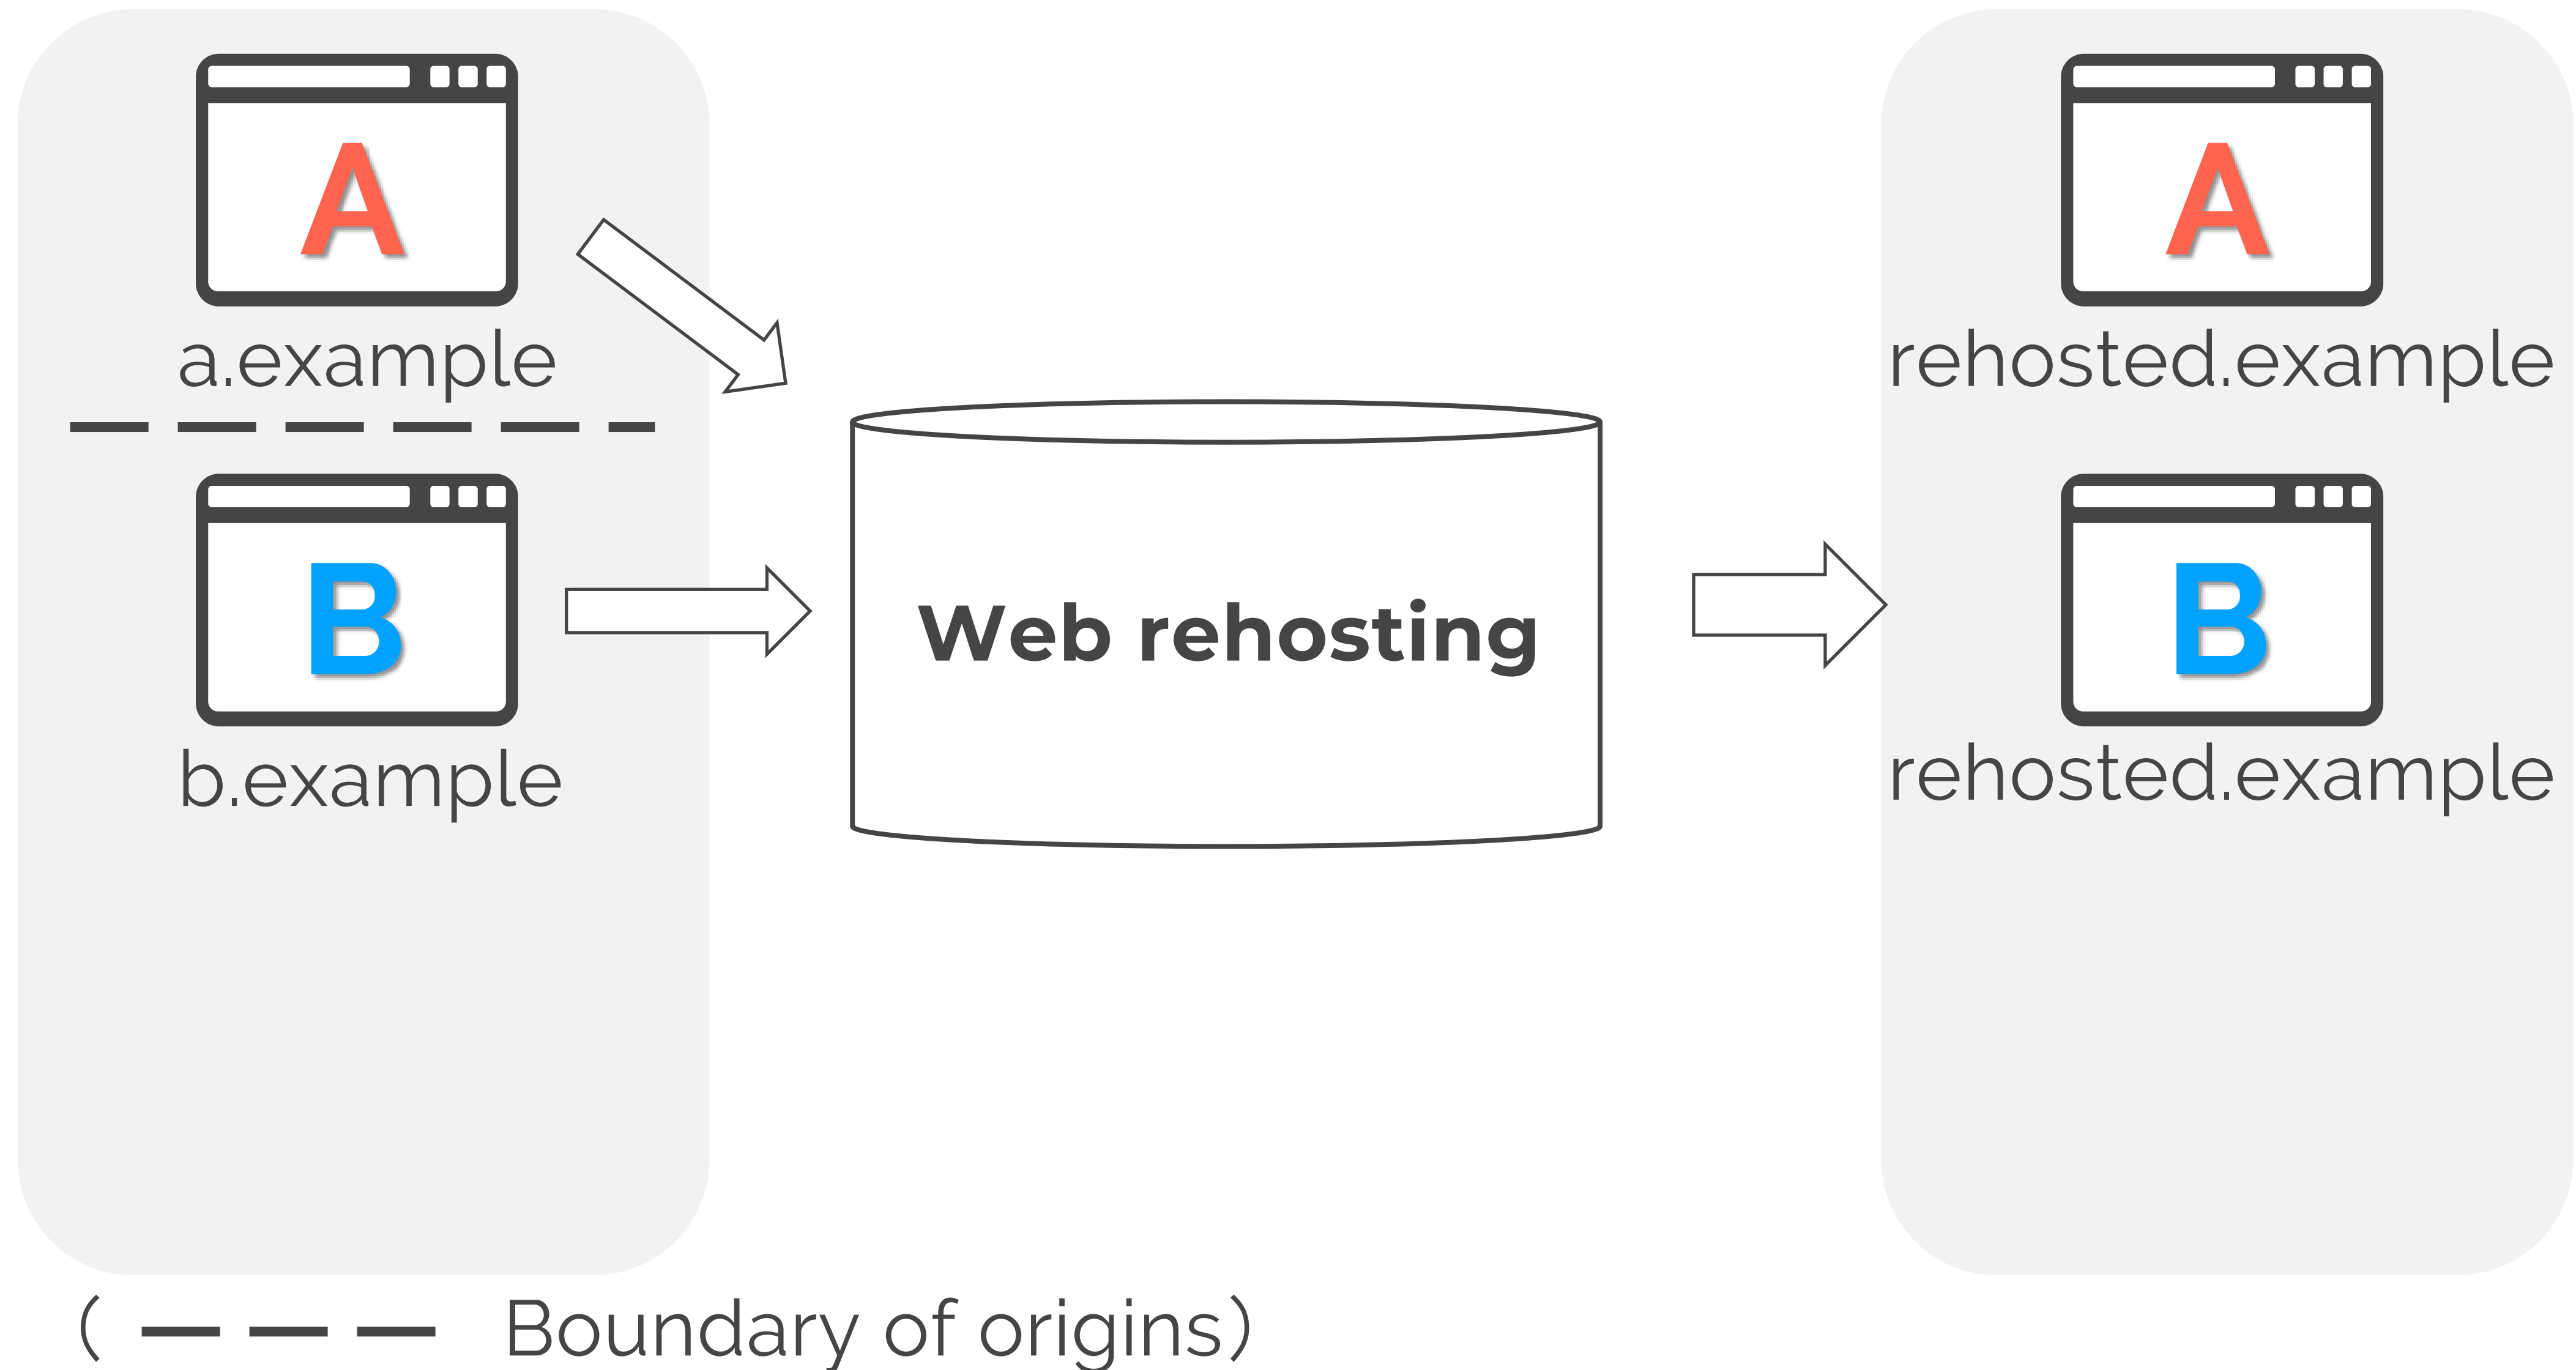 A
a.example
B
b.example
Web rehosting
A
rehosted.example
B
rehosted.example
( — — — Boundary of origins)